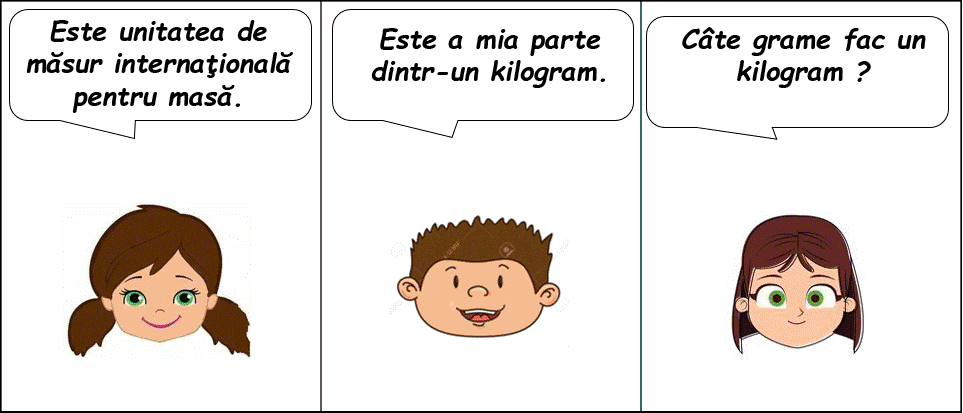 Este unitatea de
măsur internaţională
pentru masă.
Este a mia parte
dintr-un kilogram.
Câte grame fac un
kilogram ?